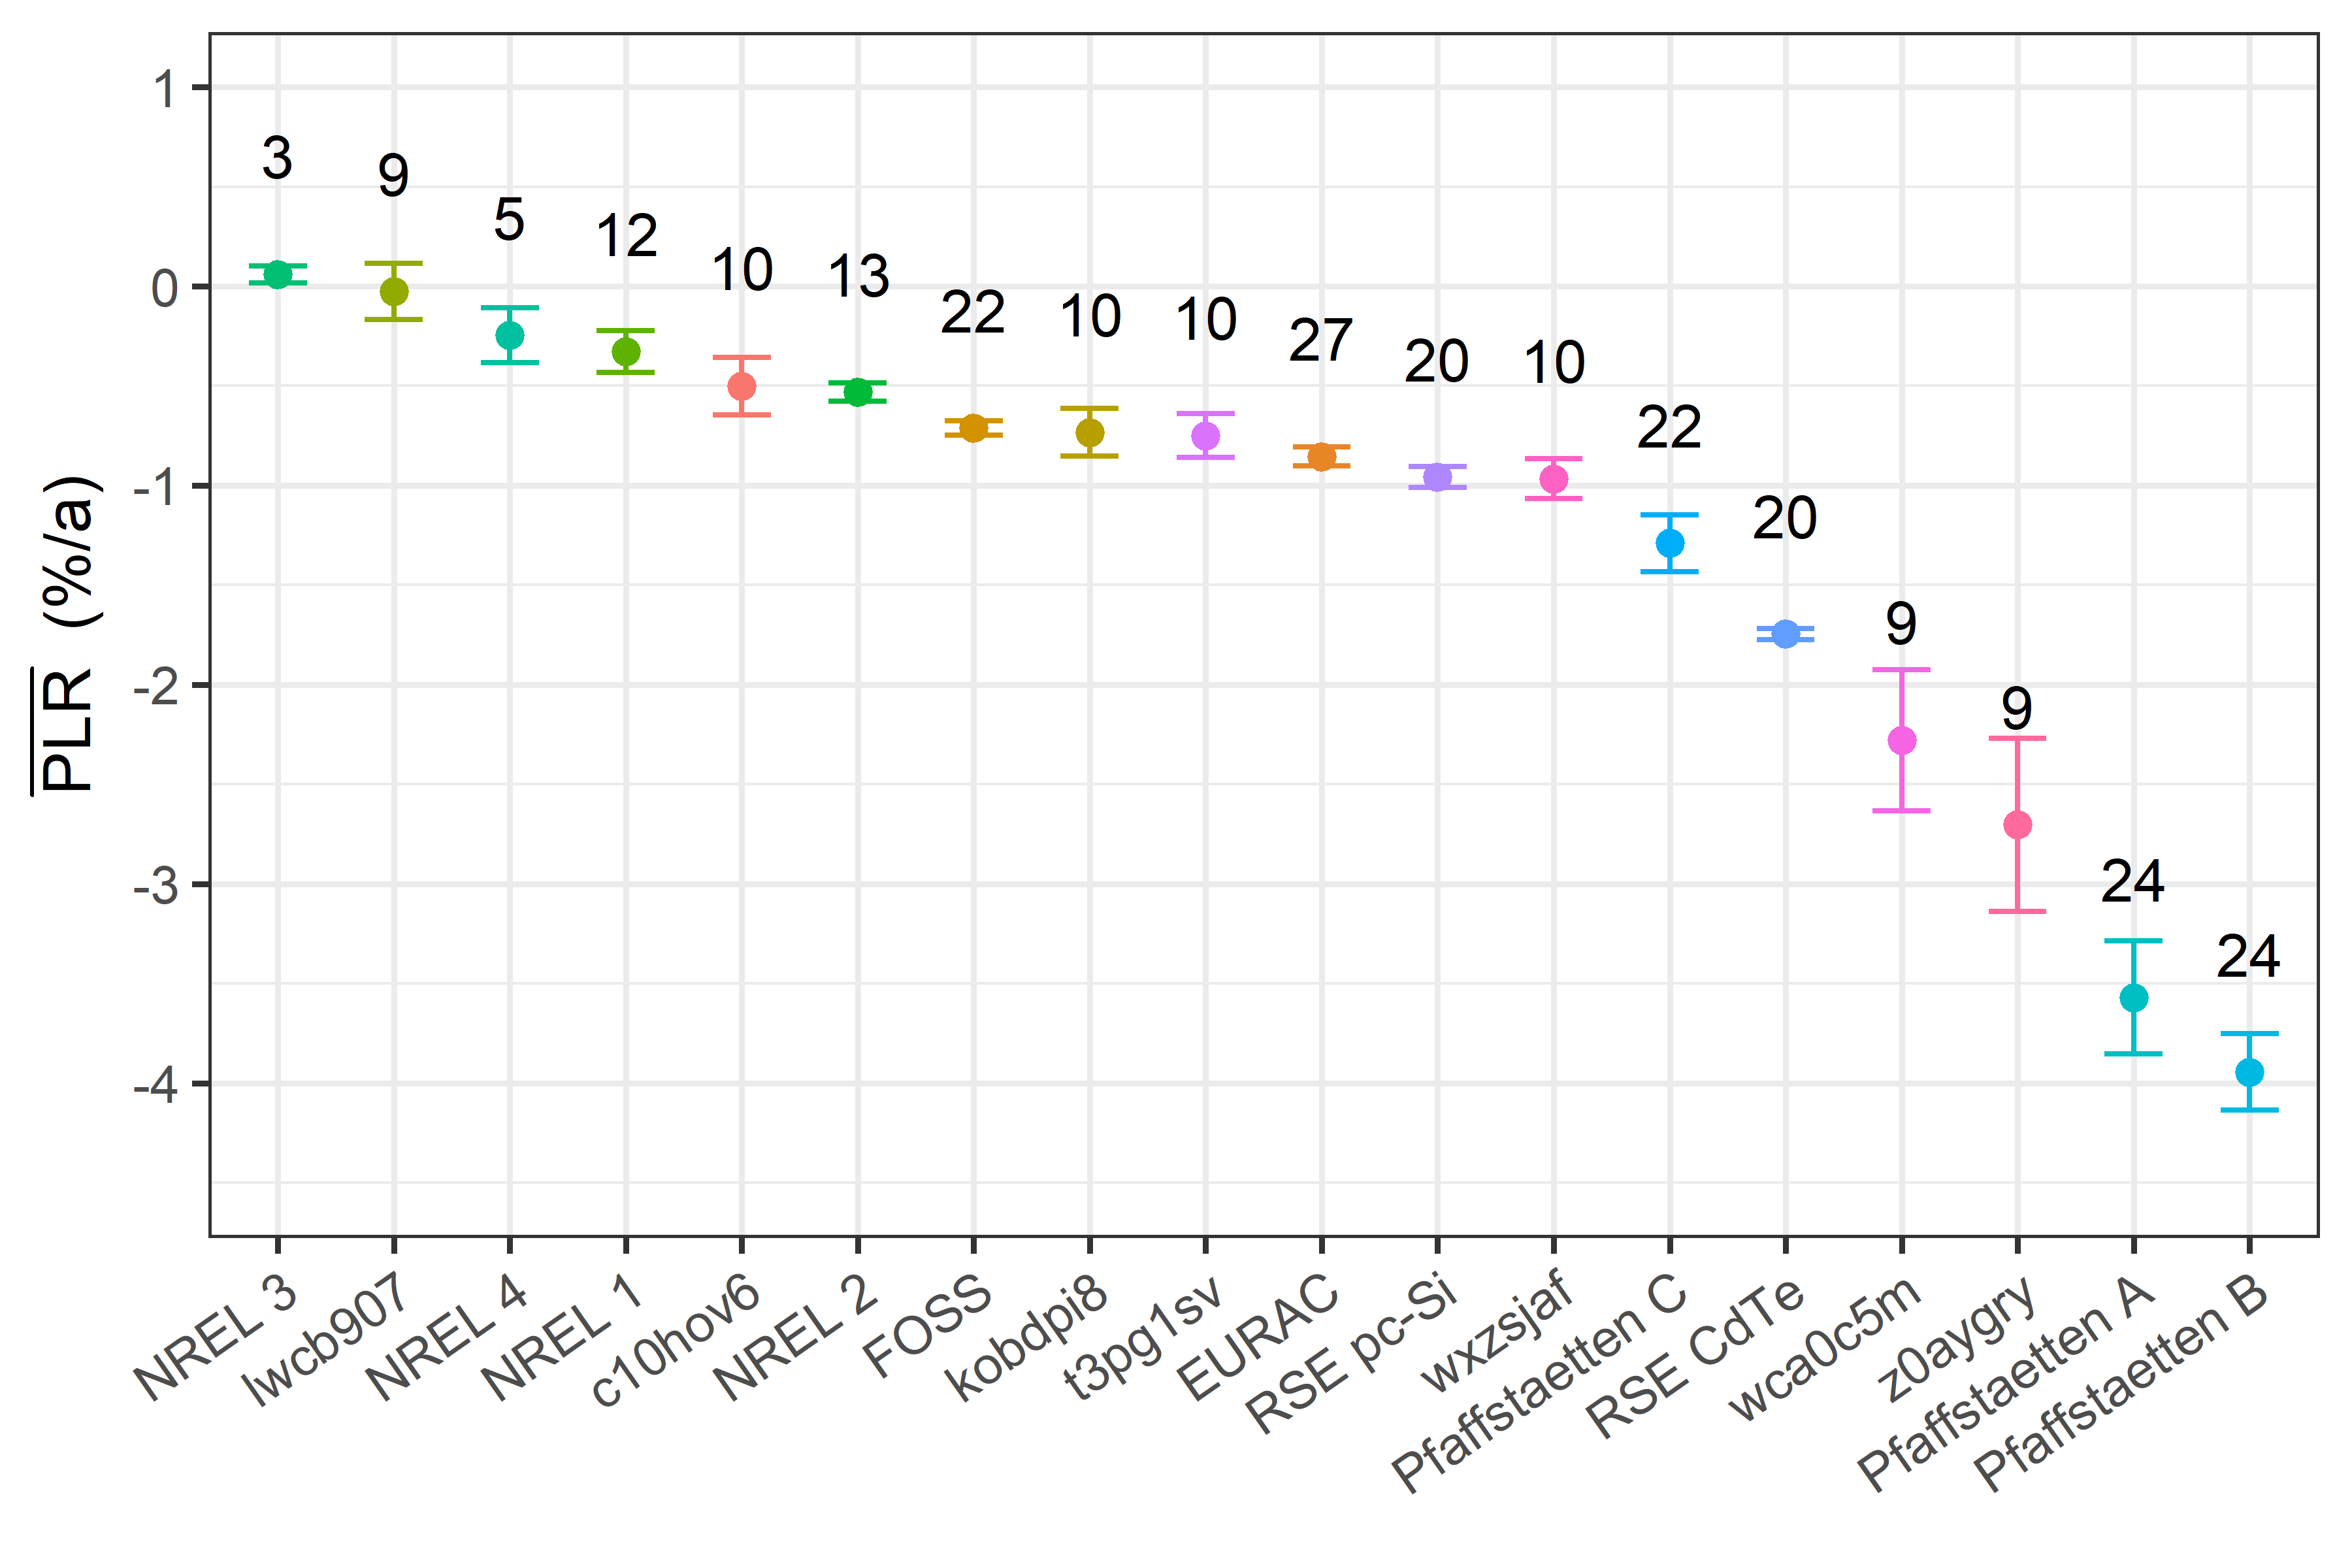 1
0
-1
-2
-3
-4
PLR (%/a)
3
9
5
12
10
13
22
10
10
27
20
10
22
20
9
9
24
24
NREL 3
lwcb907
NREL 4
NREL 1
c10hov6
NREL 2
FOSS
kobdpi8
t3pg1sv
EURAC
RSE pc-Si
wxzsjaf
Pfaffstaetten C
RSE CdTe
wca0c5m
z0aygry
Pfaffstaetten A
Pfaffstaetten B